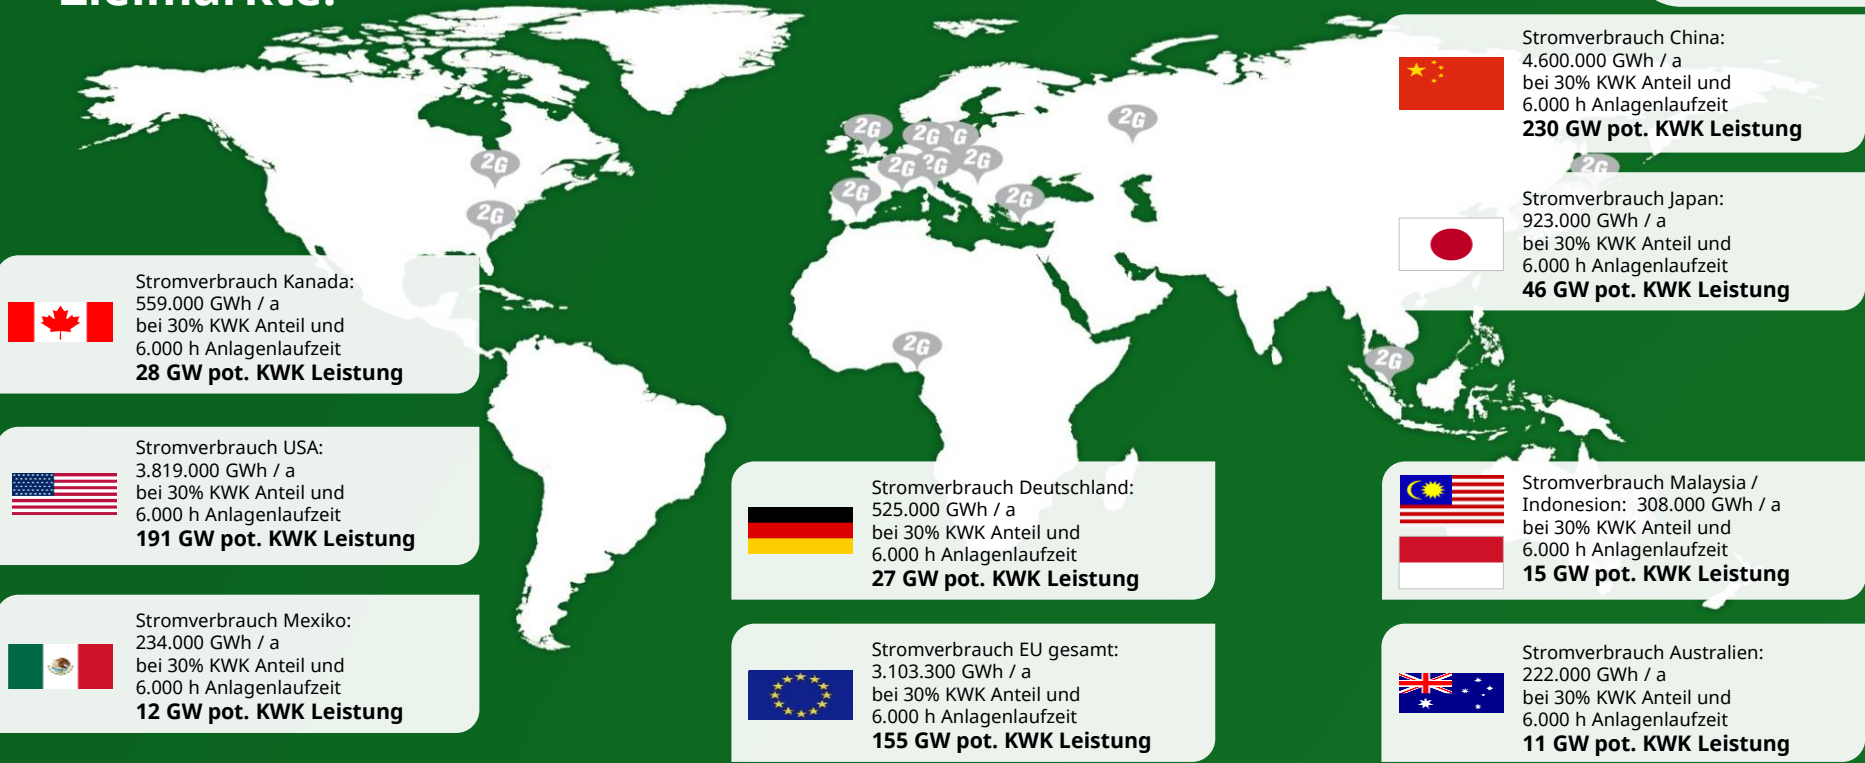 Zielmärkte:
Stromverbrauch China:
4.600.000 GWh / a
bei 30% KWK Anteil und
6.000 h Anlagenlaufzeit
230 GW pot. KWK Leistung
Stromverbrauch Japan:
923.000 GWh / a
bei 30% KWK Anteil und
6.000 h Anlagenlaufzeit
46 GW pot. KWK Leistung
Stromverbrauch Kanada:
559.000 GWh / a
bei 30% KWK Anteil und
6.000 h Anlagenlaufzeit
28 GW pot. KWK Leistung
Stromverbrauch USA:
3.819.000 GWh / a
bei 30% KWK Anteil und
6.000 h Anlagenlaufzeit
191 GW pot. KWK Leistung
Stromverbrauch Mexiko:
234.000 GWh / a
bei 30% KWK Anteil und
6.000 h Anlagenlaufzeit
12 GW pot. KWK Leistung
Stromverbrauch Deutschland:
525.000 GWh / a
bei 30% KWK Anteil und
6.000 h Anlagenlaufzeit
27 GW pot. KWK Leistung
Stromverbrauch EU gesamt:
3.103.300 GWh / a
bei 30% KWK Anteil und
6.000 h Anlagenlaufzeit
155 GW pot. KWK Leistung
Stromverbrauch Malaysia /
Indonesion: 308.000 GWh / a
bei 30% KWK Anteil und
6.000 h Anlagenlaufzeit
15 GW pot. KWK Leistung
Stromverbrauch Australien:
222.000 GWh / a
bei 30% KWK Anteil und
6.000 h Anlagenlaufzeit
11 GW pot. KWK Leistung
2G
2G
2G
2G
2G
2G
2G
2G
2G
2G
2G
2G
2G
2G